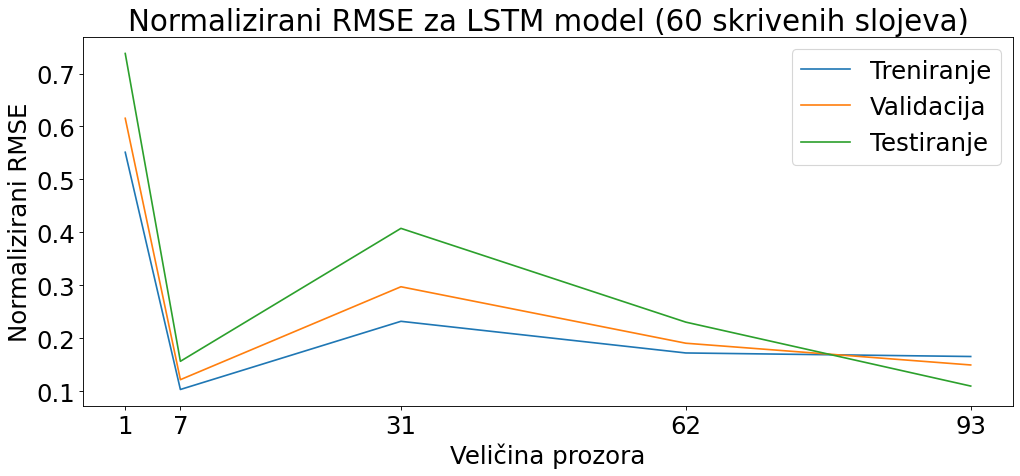 Normalizirani RMSE za LSTM model (60 skrivenih slojeva)
Normalizirani RMSE
0.7
0.6
0.5
0.4
0.3
0.2
0.1
Treniranje
Validacija
Testiranje
1 7 31 62 93
Veličina prozora